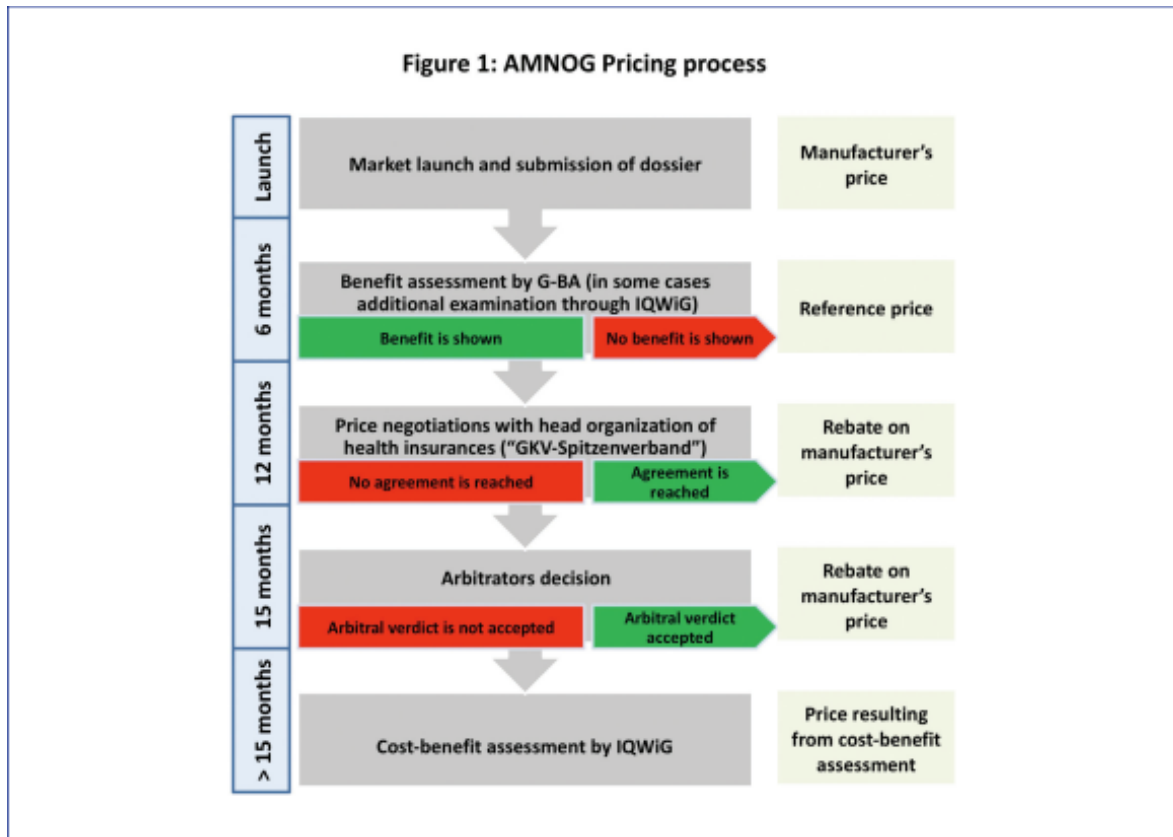 Figure 1: AMNOG Pricing process
Launch
Market launch and submission of dossier
Manufacturer's
price
6 months
Benefit assessment by G-BA (in some cases
additional examination through IQWiG)
Benefit is shown
No benefit is shown
Reference price
12 months
Price negotiations with head organization of
health insurances ("GKV-Spitzenverband")
No agreement is reached
Agreement is
reached
Rebate on
manufacturer's
price
15 months
Arbitrators decision
Arbitral verdict is not accepted
Arbitral verdict
accepted
Rebate on
manufacturer's
price
> 15 months
Cost-benefit assessment by IQWiG
Price resulting
from cost-benefit
assessment